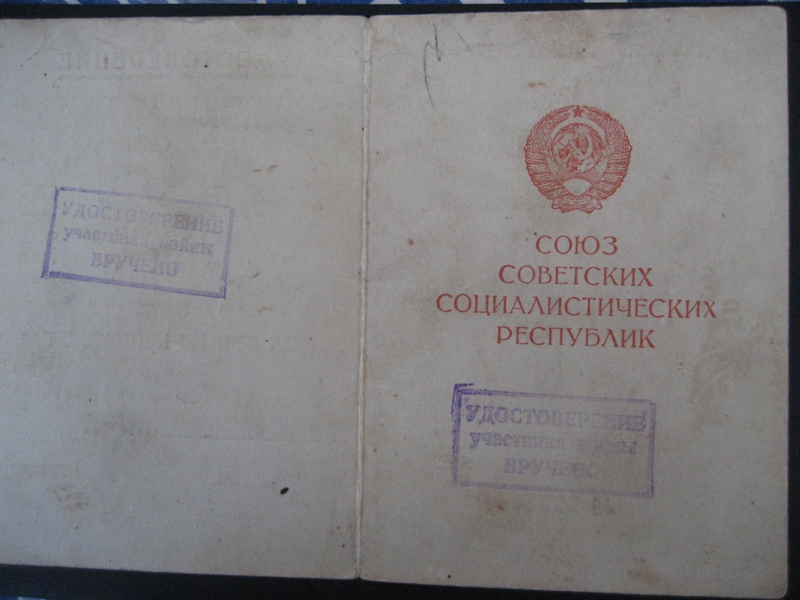 УДОСТОВЕРЕНИЕ
участника войны
ВРУЧЕНО
СОЮЗ
СОВЕТСКИХ
СОЦИАЛИСТИЧЕСКИХ
РЕСПУБЛИК
УДОСТОВЕРЕНИЕ
участника войны
ВРУЧЕНО